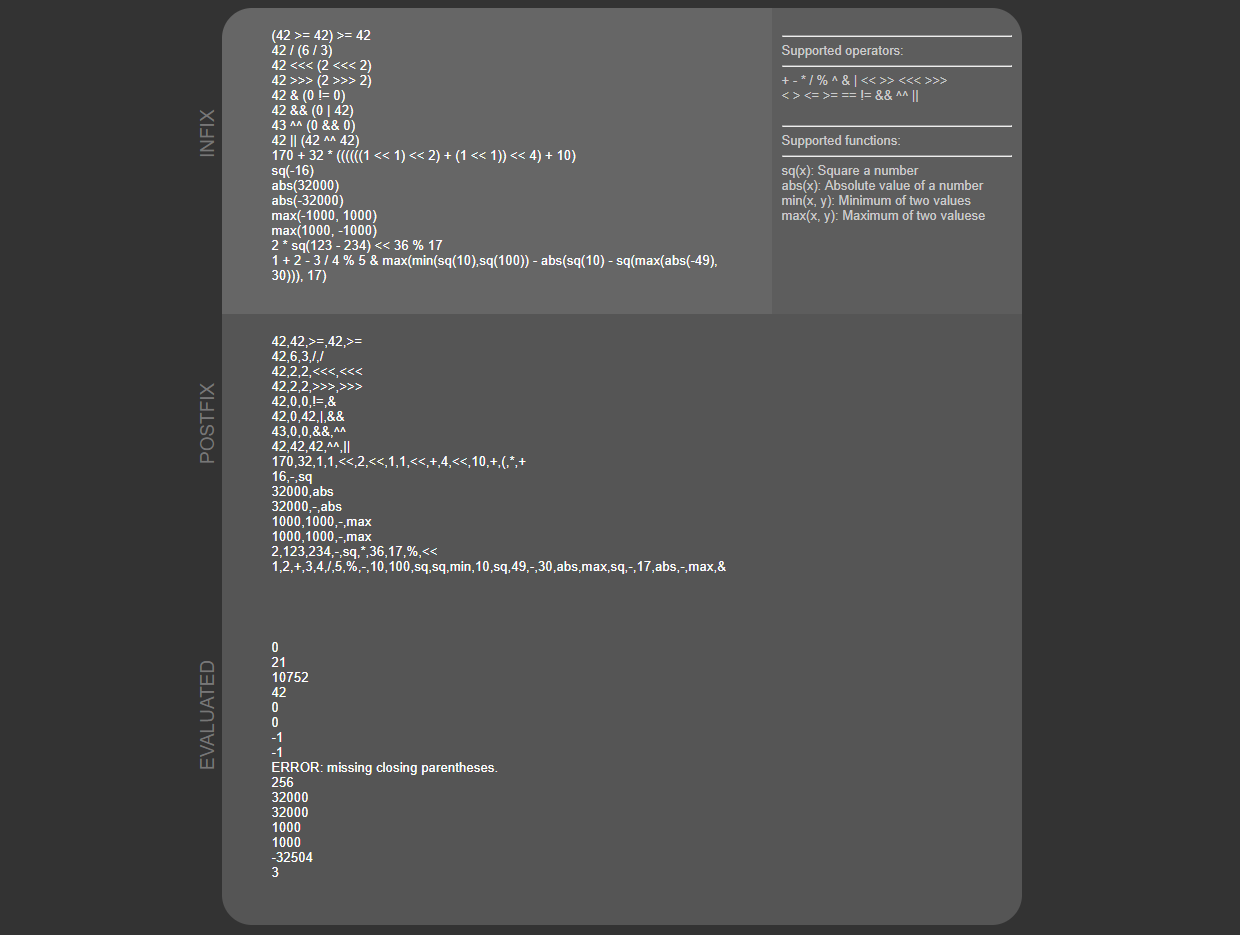 INFIX
(42 >= 42) >= 42
42 / (6 / 3)
42 <<< (2 <<< 2)
42 >>> (2 >>> 2)
42 & (0 != 0)
42 && (0 | 42)
43 ^^ (0 && 0)
42 || (42 ^^ 42)
170 + 32 * ((((((1 << 1) << 2) + (1 << 1)) << 4) + 10)
sq(-16)
abs(32000)
abs(-32000)
max(-1000, 1000)
max(1000, -1000)
2 * sq(123 - 234) << 36 % 17
1 + 2 - 3 / 4 % 5 & max(min(sq(10),sq(100)) - abs(sq(10) - sq(max(abs(-49),
30))), 17)
Supported operators:
+ - * / % ^ & | << >> <<< >>>
< > <= >= == != && ^^ ||
Supported functions:
sq(x): Square a number
abs(x): Absolute value of a number
min(x, y): Minimum of two values
max(x, y): Maximum of two valuese
POSTFIX
42,42,>=,42,>=
42,6,3,/,/
42,2,2,<<<,<<<
42,2,2,>>>,>>>
42,0,0,!=,&
42,0,42,|,&&
43,0,0,&&,^^
42,42,42,^^,||
170,32,1,1,<<,2,<<,1,1,<<,+,4,<<,10,+,(,*,+
16,-,sq
32000,abs
32000,-,abs
1000,1000,-,max
1000,1000,-,max
2,123,234,-,sq,*,36,17,%,<<
1,2,+,3,4,/,5,%,-,10,100,sq,sq,min,10,sq,49,-,30,abs,max,sq,-,17,abs,-,max,&
EVALUATED
0
21
10752
42
0
0
-1
-1
ERROR: missing closing parentheses.
256
32000
32000
1000
1000
-32504
3